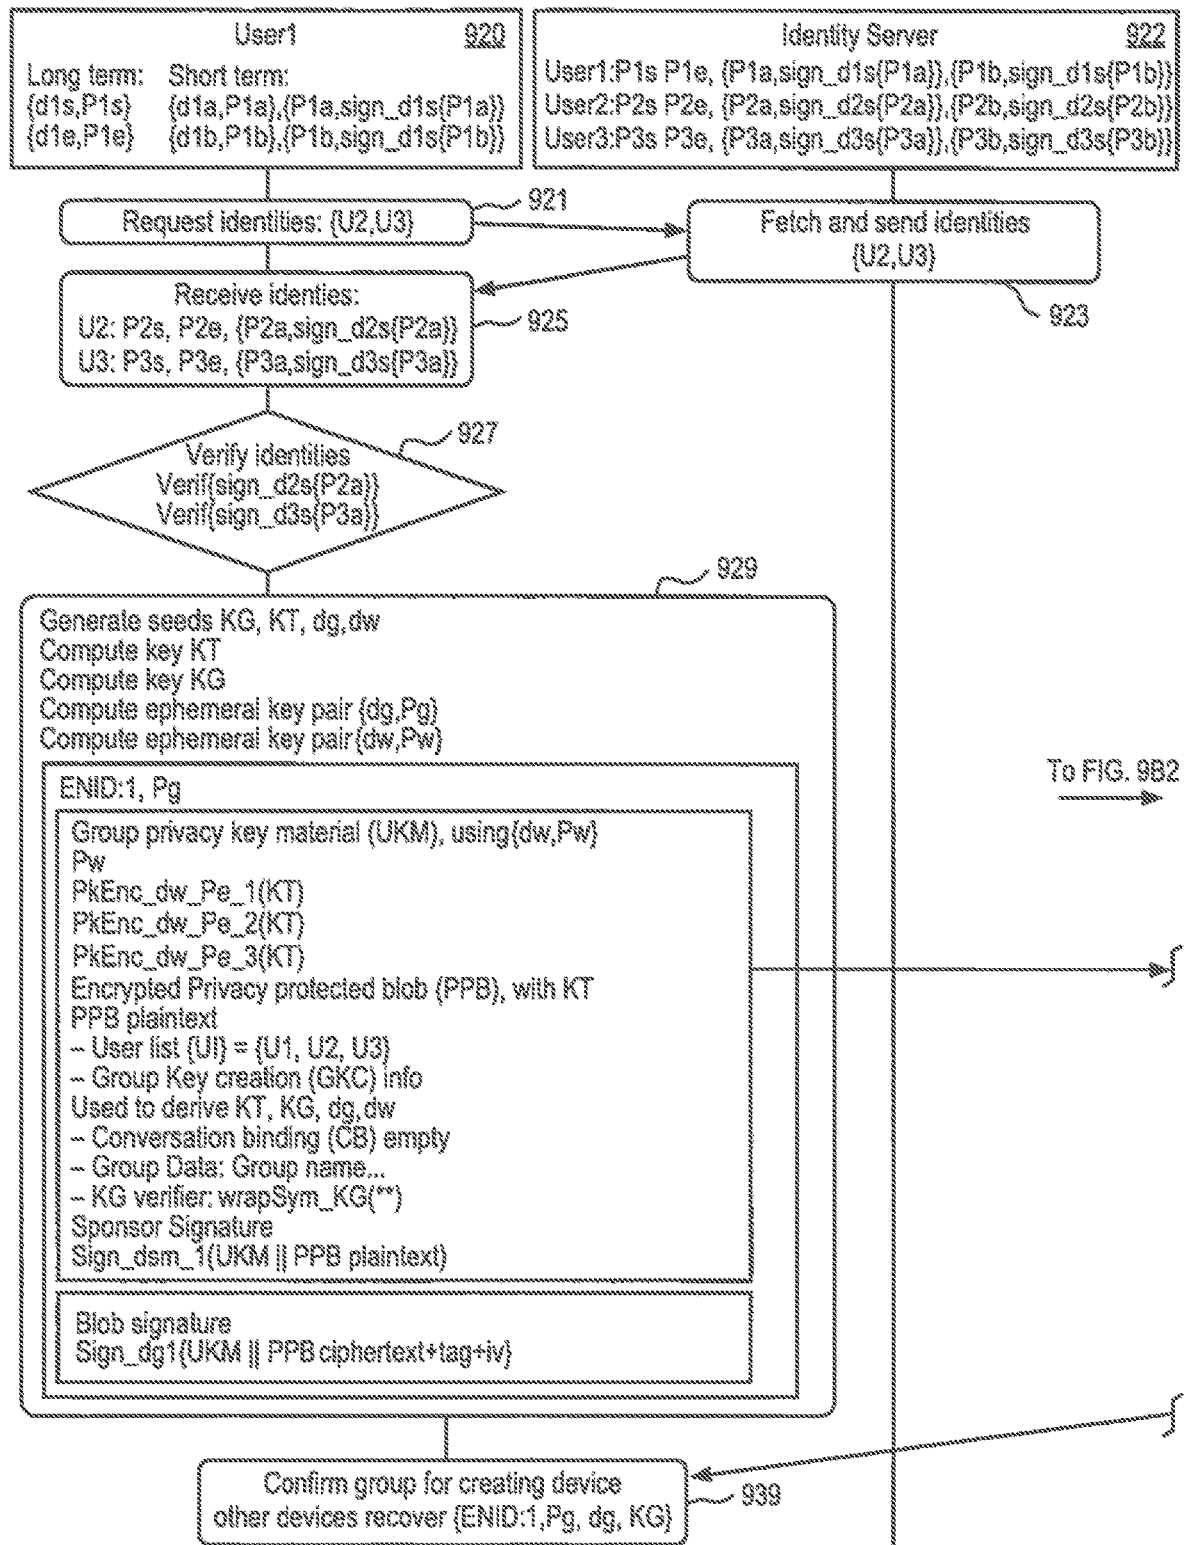 User1 920
Long term: Short term:
{d1s,P1s} {d1a,P1a},{P1a,sign_d1s{P1a}}
{d1e,P1e} {d1b,P1b},{P1b,sign_d1s{P1b}}
Identity Server 922
User1:P1s P1e, {P1a,sign_d1s{P1a}},{P1b,sign_d1s{P1b}}
User2:P2s P2e, {P2a,sign_d2s{P2a}},{P2b,sign_d2s{P2b}}
User3:P3s P3e, {P3a,sign_d3s{P3a}},{P3b,sign_d3s{P3b}}
921
Request identities: {U2,U3}
Fetch and send identities
{U2,U3}
923
Receive identies:
U2: P2s, P2e, {P2a,sign_d2s{P2a}}
U3: P3s, P3e, {P3a,sign_d3s{P3a}}
925
927
Verify identities
Verif{sign_d2s{P2a}}
Verif{sign_d3s{P3a}}
929
Generate seeds KG, KT, dg,dw
Compute key KT
Compute key KG
Compute ephemeral key pair {dg,Pg}
Compute ephemeral key pair{dw,Pw}
ENID:1, Pg
Group privacy key material (UKM), using{dw,Pw}
Pw
PkEnc_dw_Pe_1(KT)
PkEnc_dw_Pe_2(KT)
PkEnc_dw_Pe_3(KT)
Encrypted Privacy protected blob (PPB), with KT
PPB plaintext
– User list {UI} = {U1, U2, U3}
– Group Key creation (GKC) info
Used to derive KT, KG, dg,dw
– Conversation binding (CB) empty
– Group Data: Group name...
– KG verifier: wrapSym_KG(**)
Sponsor Signature
Sign_dsm_1(UKM || PPB plaintext)
Blob signature
Sign_dg1{UKM || PPB ciphertext+tag+iv}
To FIG. 9B2
Confirm group for creating device
other devices recover {ENID:1,Pg, dg, KG}
939